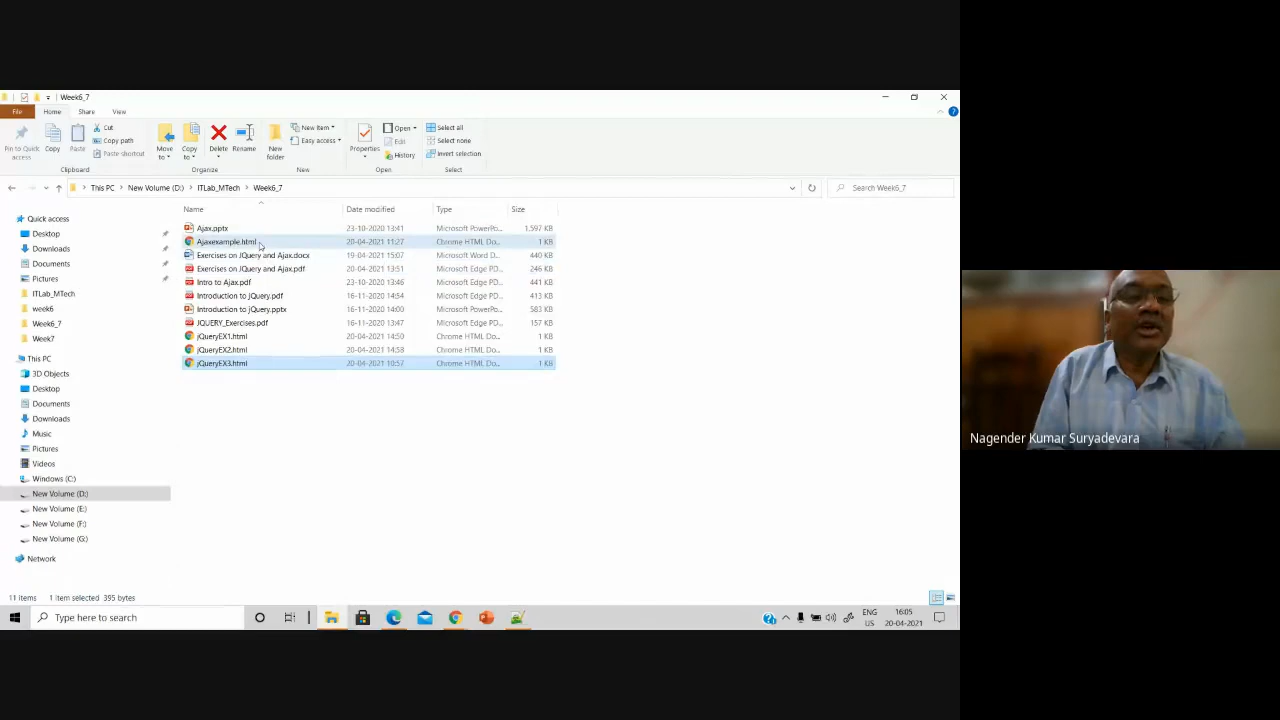 Week6_7
File Home Share View
Pin to Quick access
Copy
Paste
Cut
Copy path
Paste shortcut
Clipboard
Move to
Copy to
Delete
Rename
Organize
New folder
New item
Easy access
New
Properties
Open
Edit
History
Open
Select all
Select none
Invert selection
Select
This PC > New Volume (D:) > ITLab_MTech > Week6_7
Search Week6_7
Name Date modified Type Size
Ajax.pptx 23-10-2020 13:41 Microsoft PowerPo... 1,597 KB
Ajaxexample.html 20-04-2021 11:27 Chrome HTML Do... 1 KB
Exercises on JQuery and Ajax.docx 19-04-2021 15:07 Microsoft Word D... 440 KB
Exercises on JQuery and Ajax.pdf 20-04-2021 13:51 Microsoft Edge PD... 246 KB
Intro to Ajax.pdf 23-10-2020 13:46 Microsoft Edge PD... 441 KB
Introduction to jQuery.pdf 16-11-2020 14:54 Microsoft Edge PD... 413 KB
Introduction to jQuery.pptx 16-11-2020 14:00 Microsoft PowerPo... 583 KB
JQUERY_Exercises.pdf 16-11-2020 13:47 Microsoft Edge PD... 157 KB
jQueryEX1.html 20-04-2021 11:14 Chrome HTML Do... 1 KB
jQueryEX2.html 20-04-2021 14:58 Chrome HTML Do... 1 KB
jQueryEX3.html 20-04-2021 10:57 Chrome HTML Do... 1 KB
Quick access
Desktop
Downloads
Documents
Pictures
ITLab_MTech
week6
Week6_7
Week7
This PC
3D Objects
Desktop
Documents
Downloads
Music
Pictures
Videos
Windows (C:)
New Volume (D:)
New Volume (E:)
New Volume (F:)
New Volume (G:)
Network
11 items 1 item selected 395 bytes
Type here to search
ENG
US
16:05
20-04-2021
Nagender Kumar Suryadevara